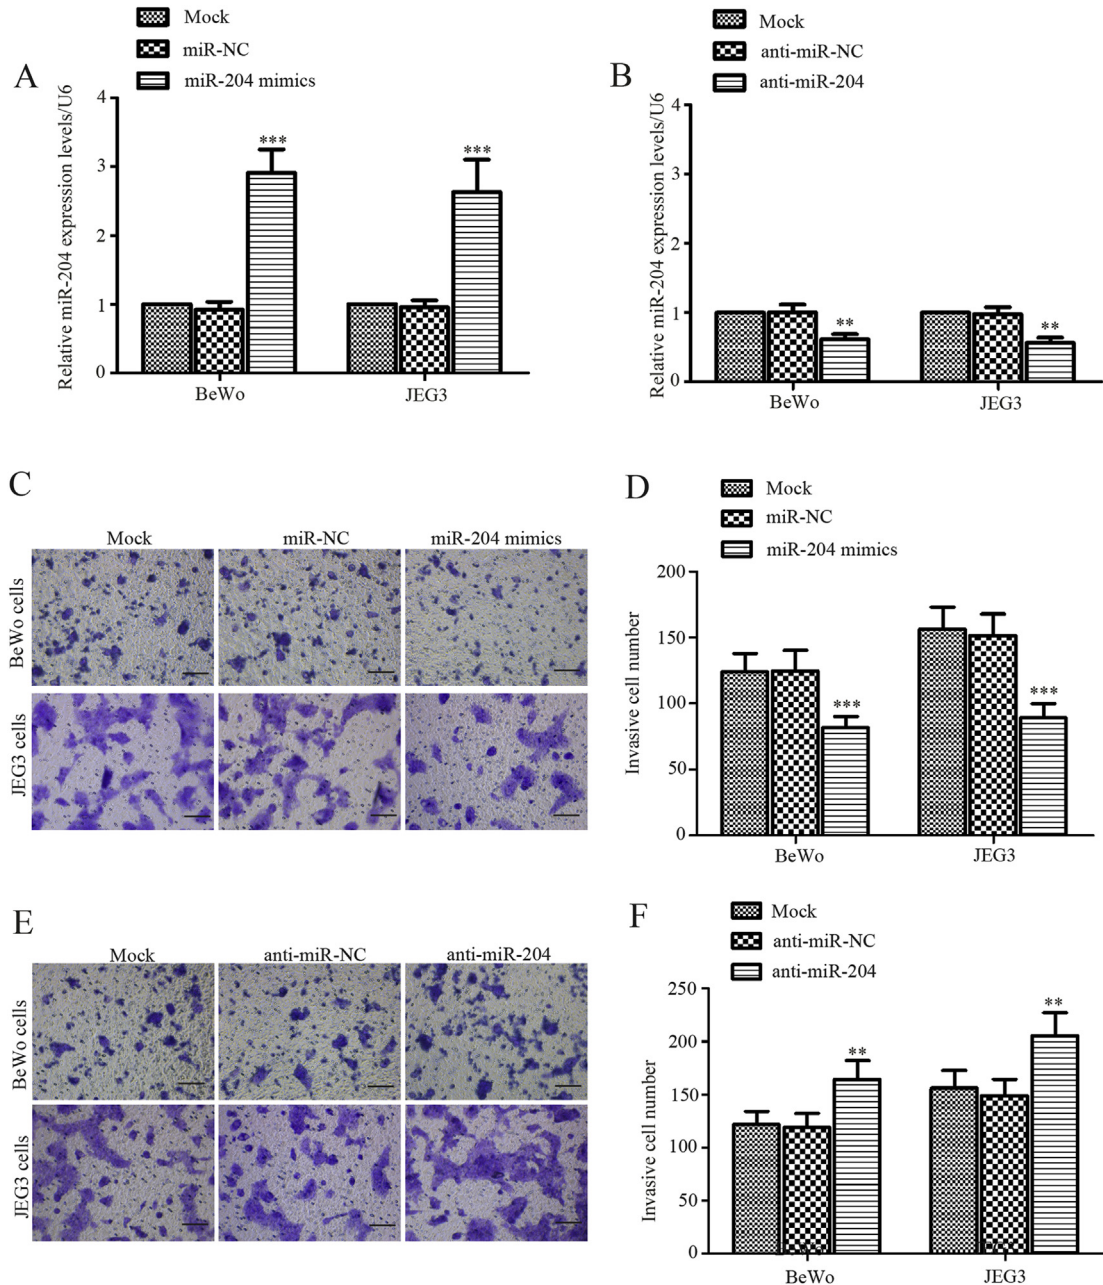 A
Mock
miR-NC
miR-204 mimics
Relative miR-204 expression levels/U6
4
3
2
1
0
***
***
BeWo
JEG3
B
Mock
anti-miR-NC
anti-miR-204
Relative miR-204 expression levels/U6
4
3
2
1
0
**
**
BeWo
JEG3
C
Mock
miR-NC
miR-204 mimics
BeWo cells
JEG3 cells
D
Mock
miR-NC
miR-204 mimics
Invasive cell number
200
150
100
50
0
***
***
BeWo
JEG3
E
Mock
anti-miR-NC
anti-miR-204
BeWo cells
JEG3 cells
F
Mock
anti-miR-NC
anti-miR-204
Invasive cell number
250
200
150
100
50
0
**
**
BeWo
JEG3